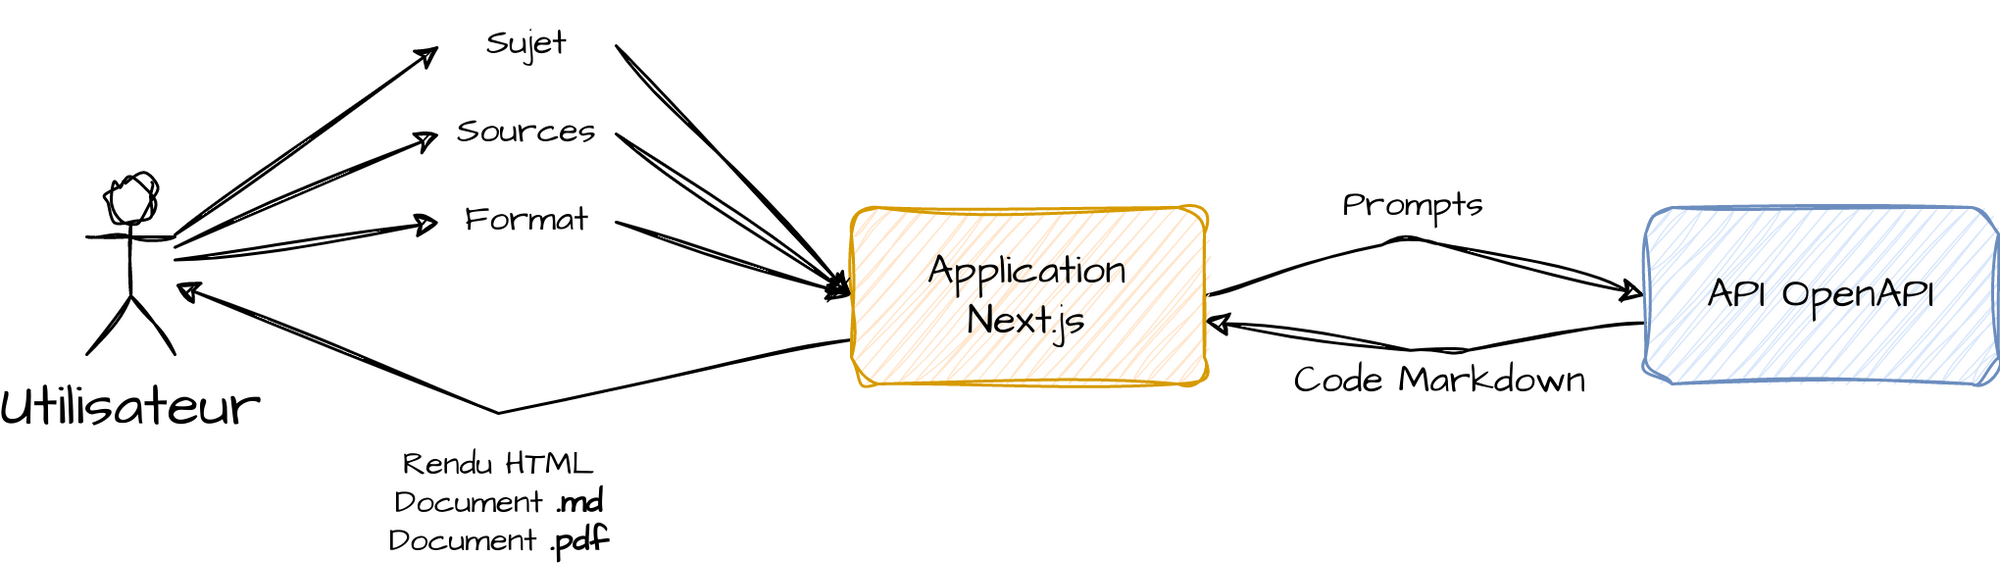 Sujet
Sources
Format
Utilisateur
Application
Next.js
Prompts
Code Markdown
API OpenAPI
Rendu HTML
Document .md
Document .pdf